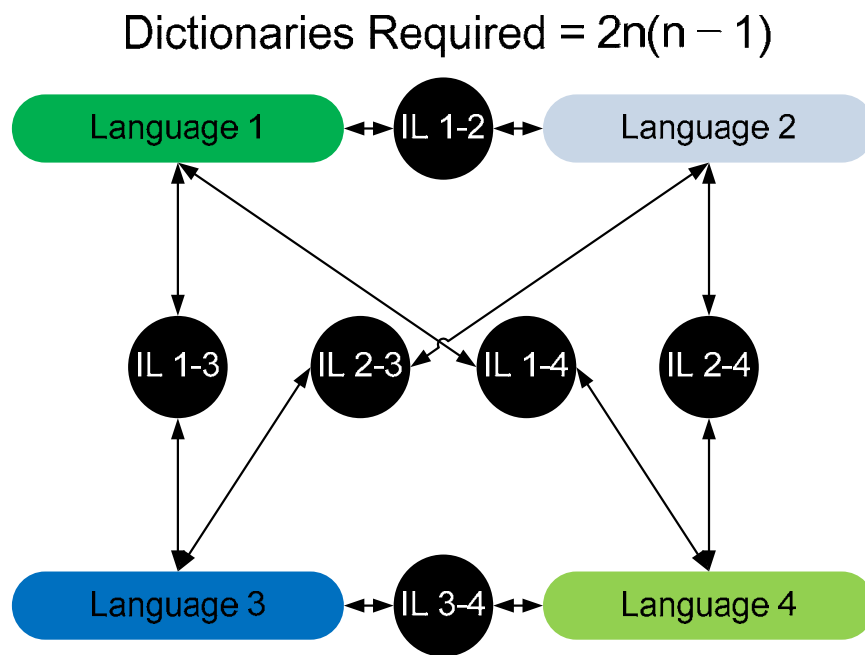 Dictionaries Required = 2n(n − 1)
Language 1
IL 1-2
Language 2
IL 1-3
IL 2-3
IL 1-4
IL 2-4
Language 3
IL 3-4
Language 4